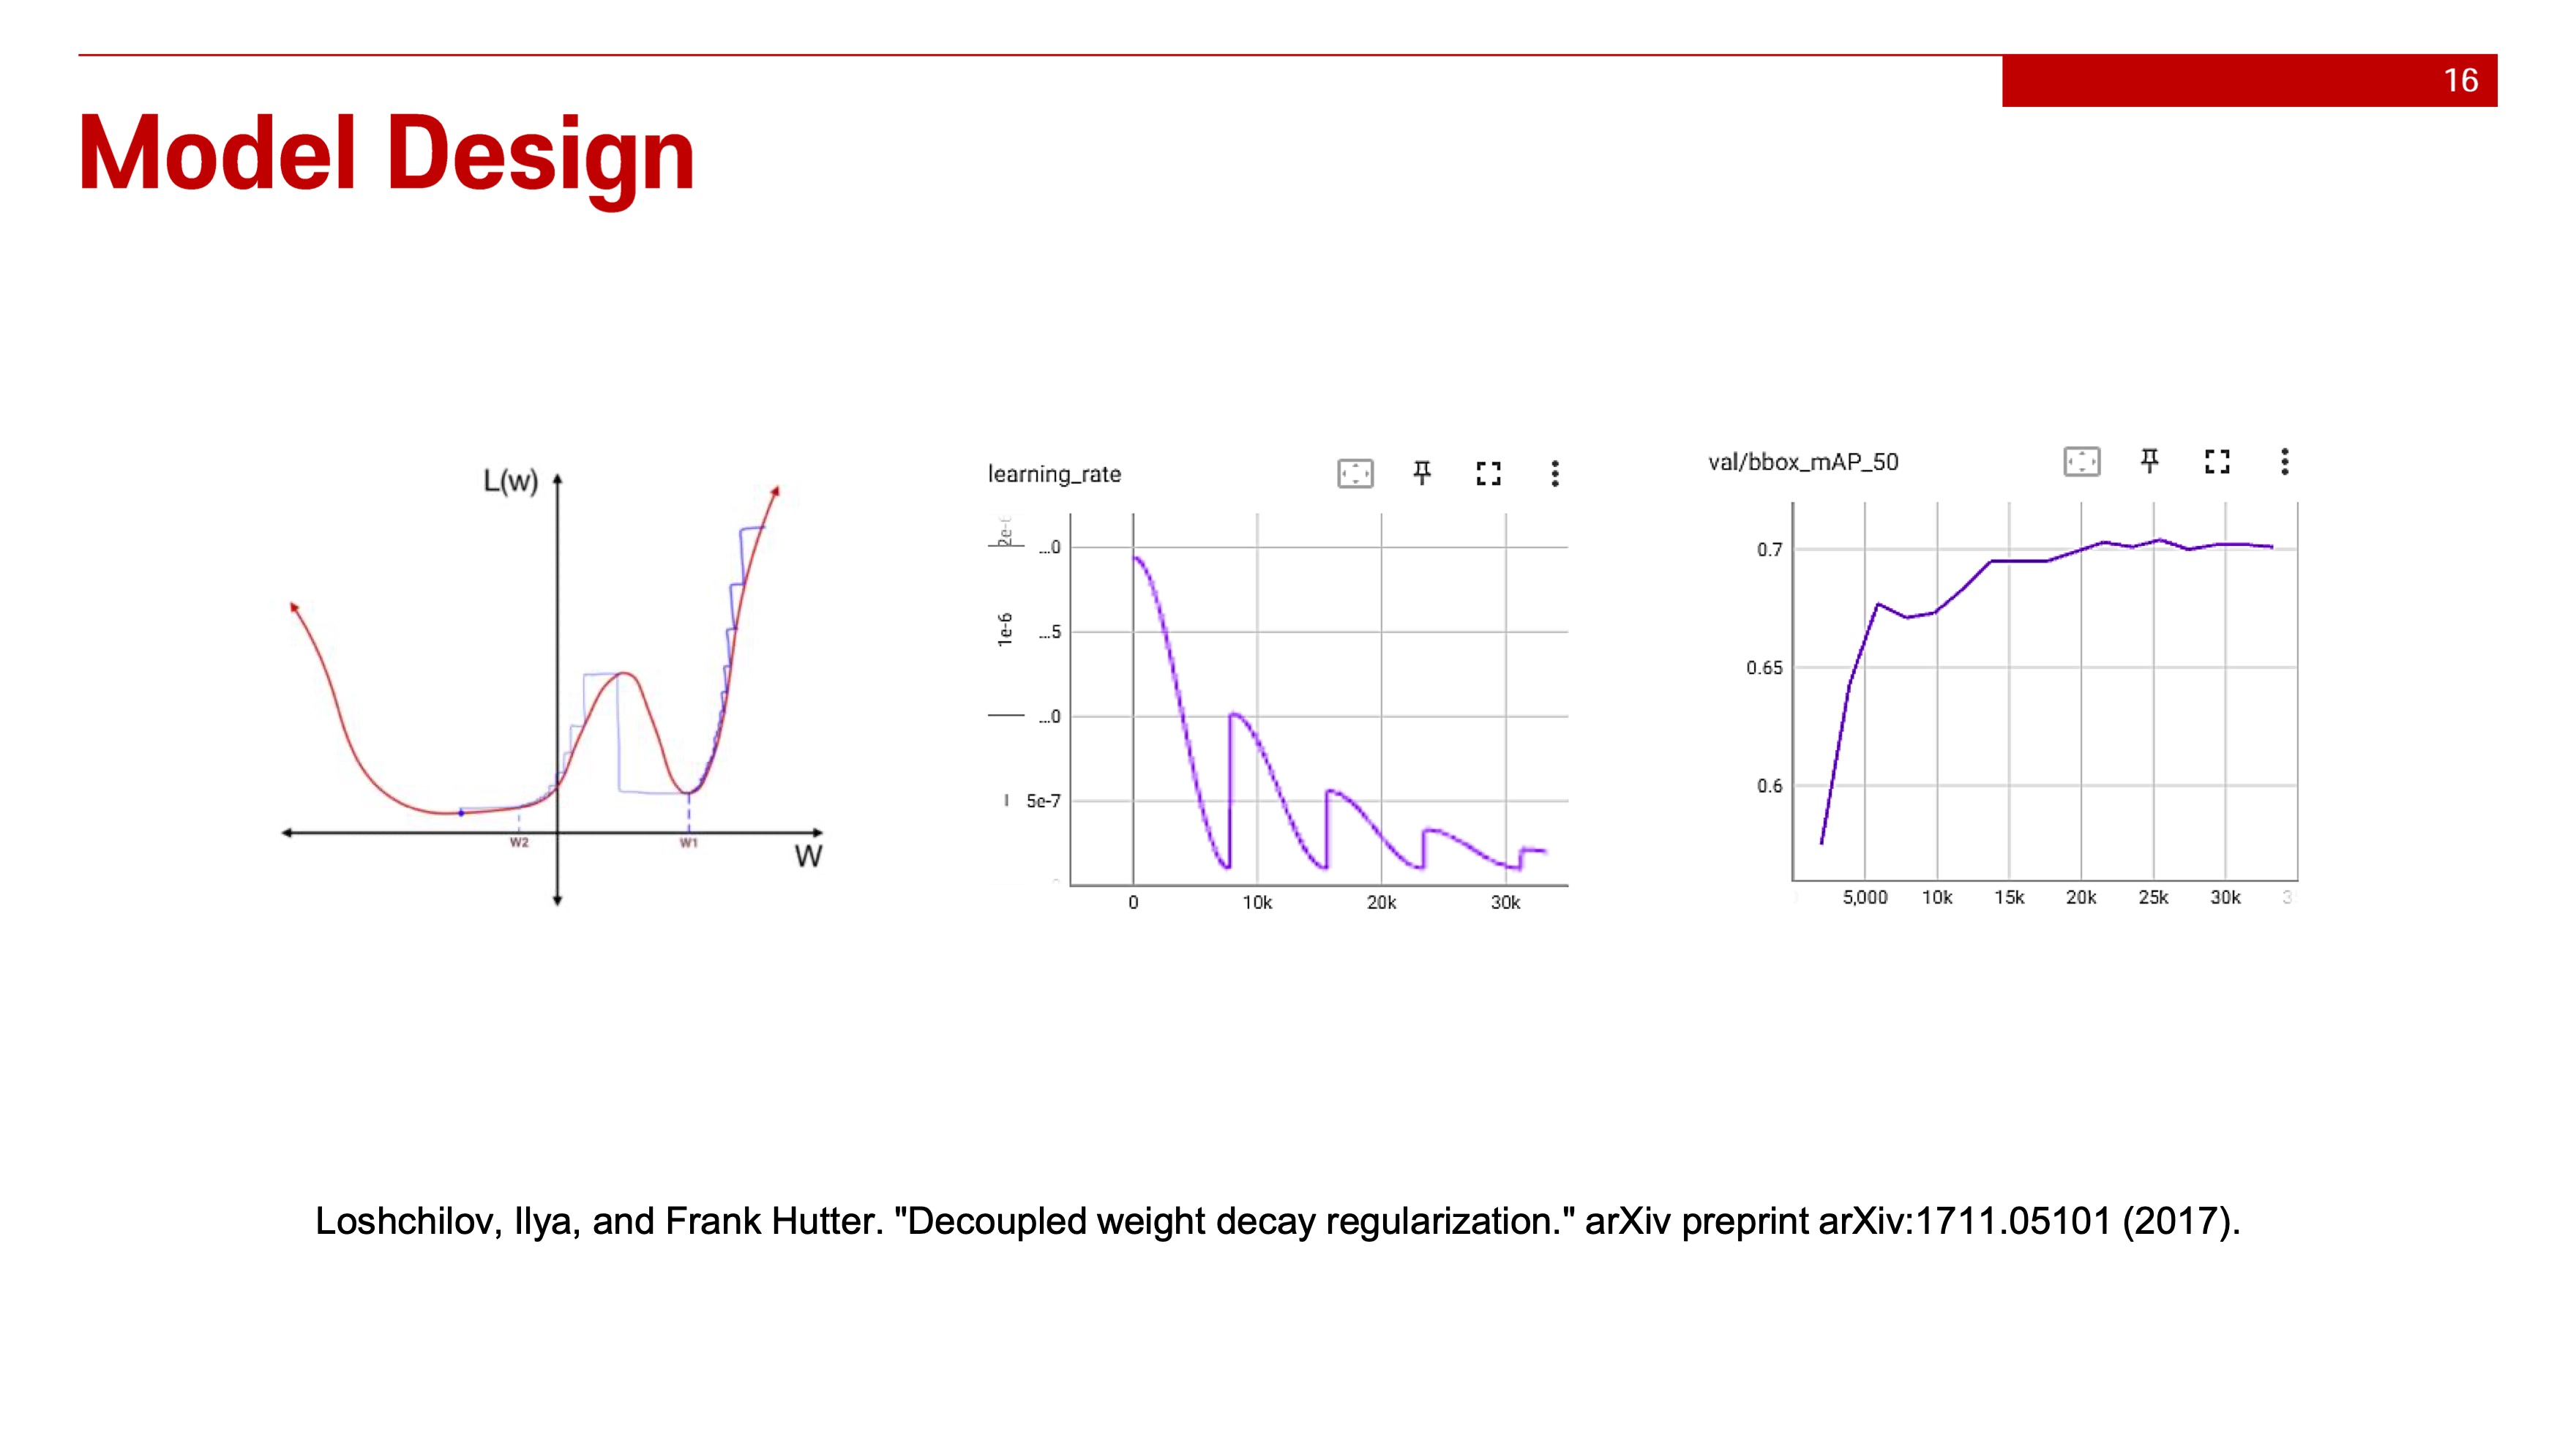 16
Model Design
L(w)
W2
W1
W
learning_rate
2e-6
...0
1e-6
...5
...0
5e-7
0
10k
20k
30k
val/bbox_mAP_50
0.7
0.65
0.6
5,000
10k
15k
20k
25k
30k
Loshchilov, Ilya, and Frank Hutter. "Decoupled weight decay regularization." arXiv preprint arXiv:1711.05101 (2017).